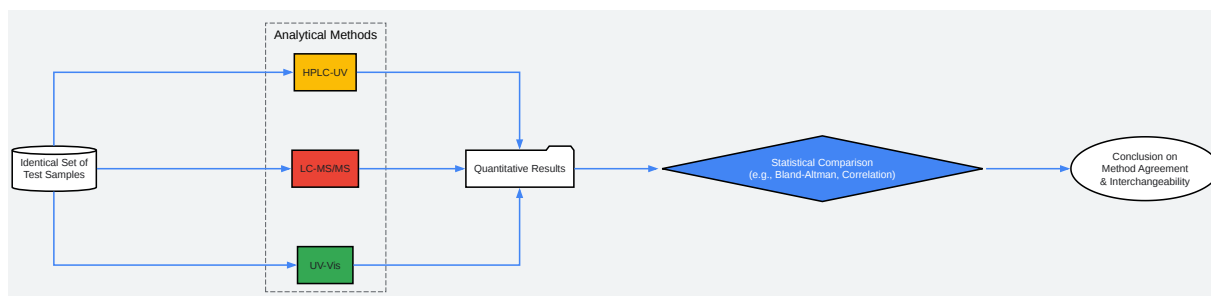 Analytical Methods
HPLC-UV
Identical Set of
Test Samples
LC-MS/MS
Quantitative Results
Statistical Comparison
(e.g., Bland-Altman, Correlation)
Conclusion on
Method Agreement
& Interchangeability
UV-Vis